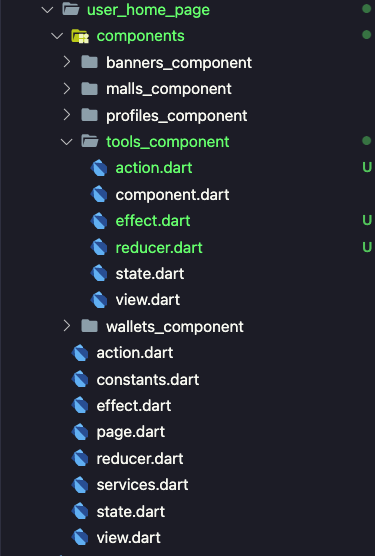 user_home_page
components
banners_component
malls_component
profiles_component
tools_component
action.dart U
component.dart
effect.dart U
reducer.dart U
state.dart
view.dart
wallets_component
action.dart
constants.dart
effect.dart
page.dart
reducer.dart
services.dart
state.dart
view.dart